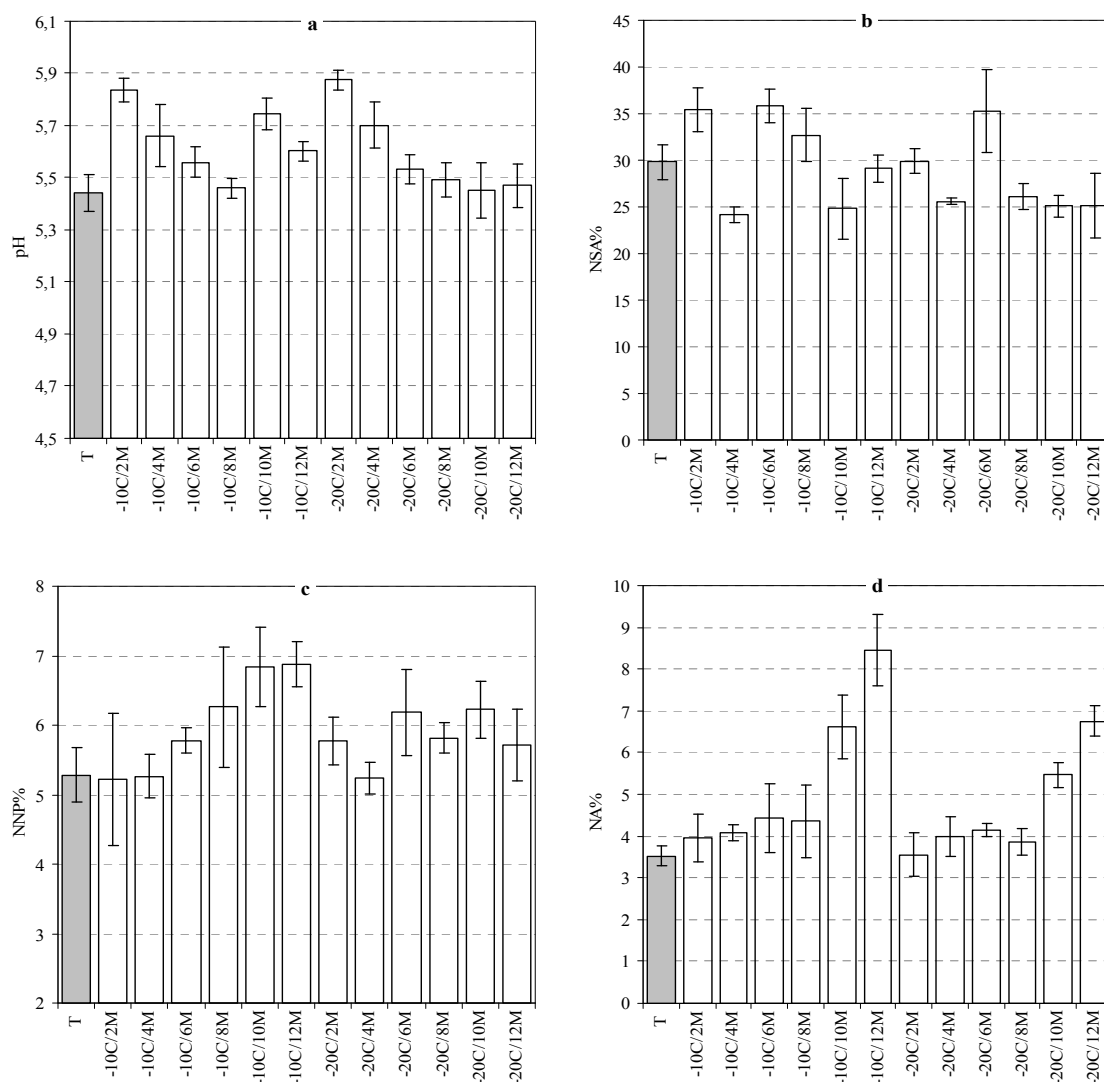 a
6,1
5,9
5,7
5,5
5,3
5,1
4,9
4,7
4,5
pH
T
-10C/2M
-10C/4M
-10C/6M
-10C/8M
-10C/10M
-10C/12M
-20C/2M
-20C/4M
-20C/6M
-20C/8M
-20C/10M
-20C/12M
b
45
40
35
30
25
20
15
10
5
0
NSA%
T
-10C/2M
-10C/4M
-10C/6M
-10C/8M
-10C/10M
-10C/12M
-20C/2M
-20C/4M
-20C/6M
-20C/8M
-20C/10M
-20C/12M
c
8
7
6
5
4
3
2
NNP%
T
-10C/2M
-10C/4M
-10C/6M
-10C/8M
-10C/10M
-10C/12M
-20C/2M
-20C/4M
-20C/6M
-20C/8M
-20C/10M
-20C/12M
d
10
9
8
7
6
5
4
3
2
1
0
NA%
T
-10C/2M
-10C/4M
-10C/6M
-10C/8M
-10C/10M
-10C/12M
-20C/2M
-20C/4M
-20C/6M
-20C/8M
-20C/10M
-20C/12M